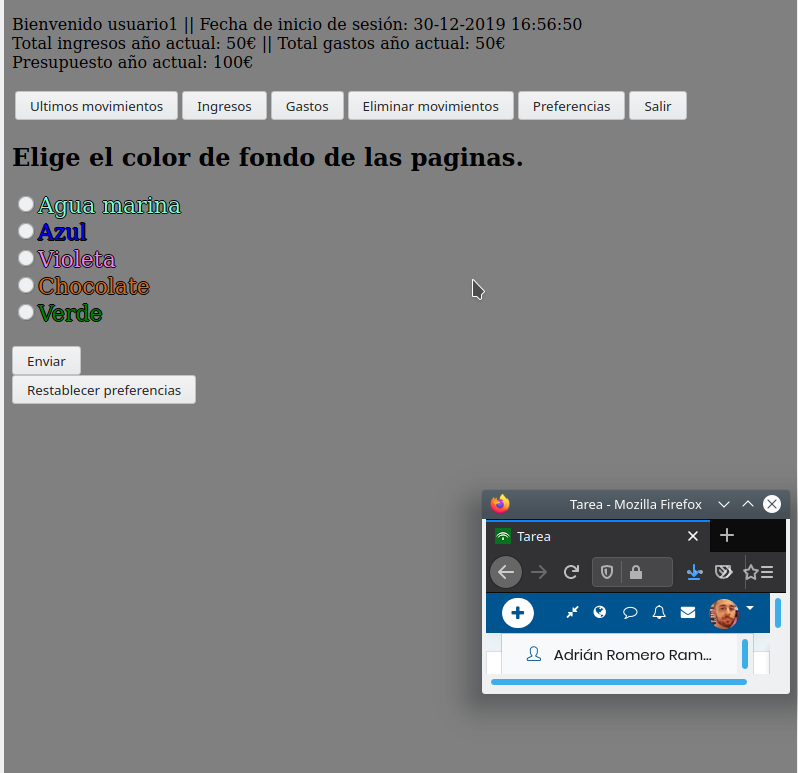 Bienvenido usuario1 || Fecha de inicio de sesión: 30-12-2019 16:56:50
Total ingresos año actual: 50€ || Total gastos año actual: 50€
Presupuesto año actual: 100€
Ultimos movimientos Ingresos Gastos Eliminar movimientos Preferencias Salir
Elige el color de fondo de las paginas.
Agua marina
Azul
Violeta
Chocolate
Verde
Enviar
Restablecer preferencias
Tarea - Mozilla Firefox
Tarea
Adrián Romero Ram...